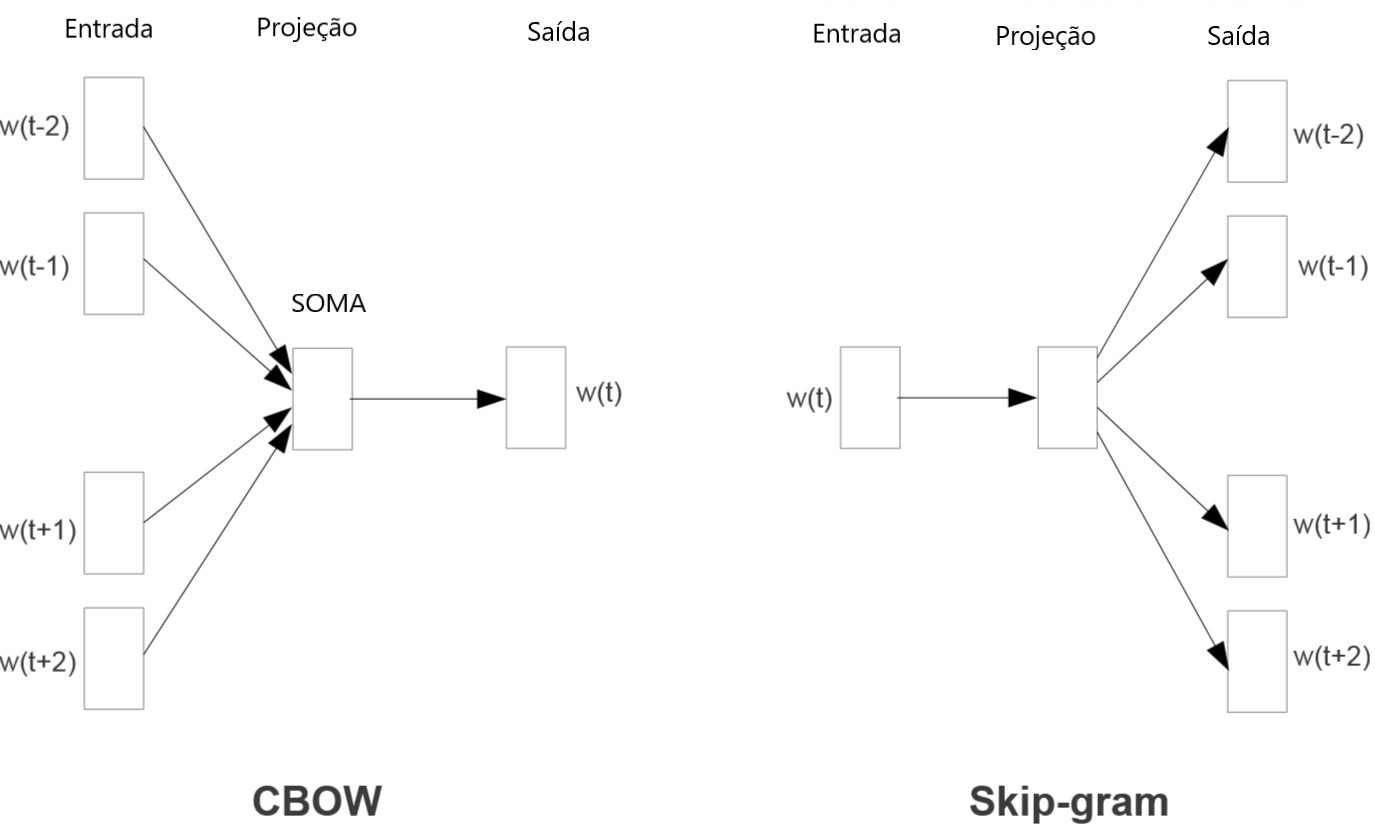 Entrada
Projeção
Saída
w(t-2)
w(t-1)
SOMA
w(t)
w(t+1)
w(t+2)
CBOW
Entrada
Projeção
Saída
w(t-2)
w(t-1)
w(t)
w(t+1)
w(t+2)
Skip-gram